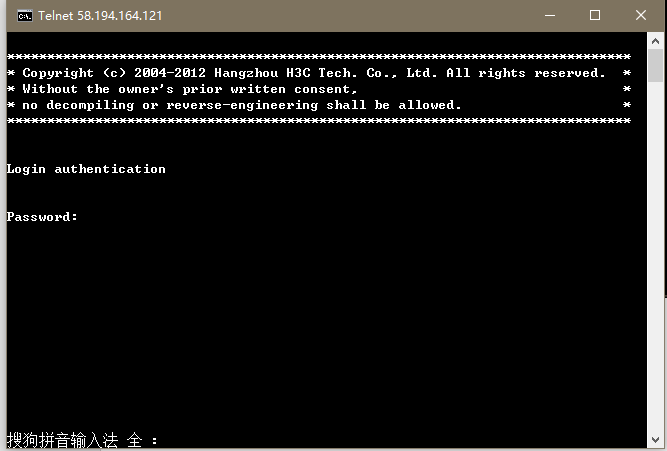 Telnet 58.194.164.121
******************************************************************************
* Copyright (c) 2004-2012 Hangzhou H3C Tech. Co., Ltd. All rights reserved.  *
* Without the owner's prior written consent,                                 *
* no decompiling or reverse-engineering shall be allowed.                    *
******************************************************************************
Login authentication
Password:
搜狗拼音输入法 全 :